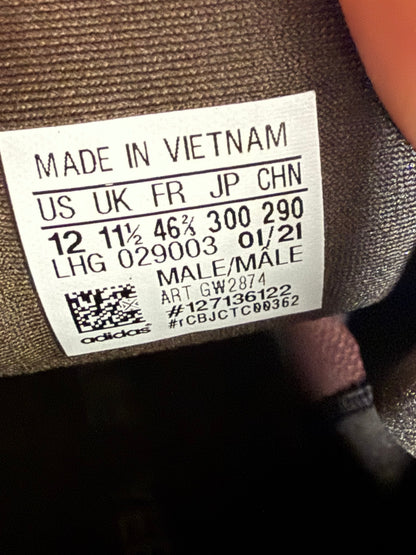 MADE IN VIETNAM
US UK FR JP CHN
12 11½ 46⅔ 300 290
LHG 029003 01/21
MALE/MÂLE
ART GW2874
#127136122
#rCBJCTC00362
adidas